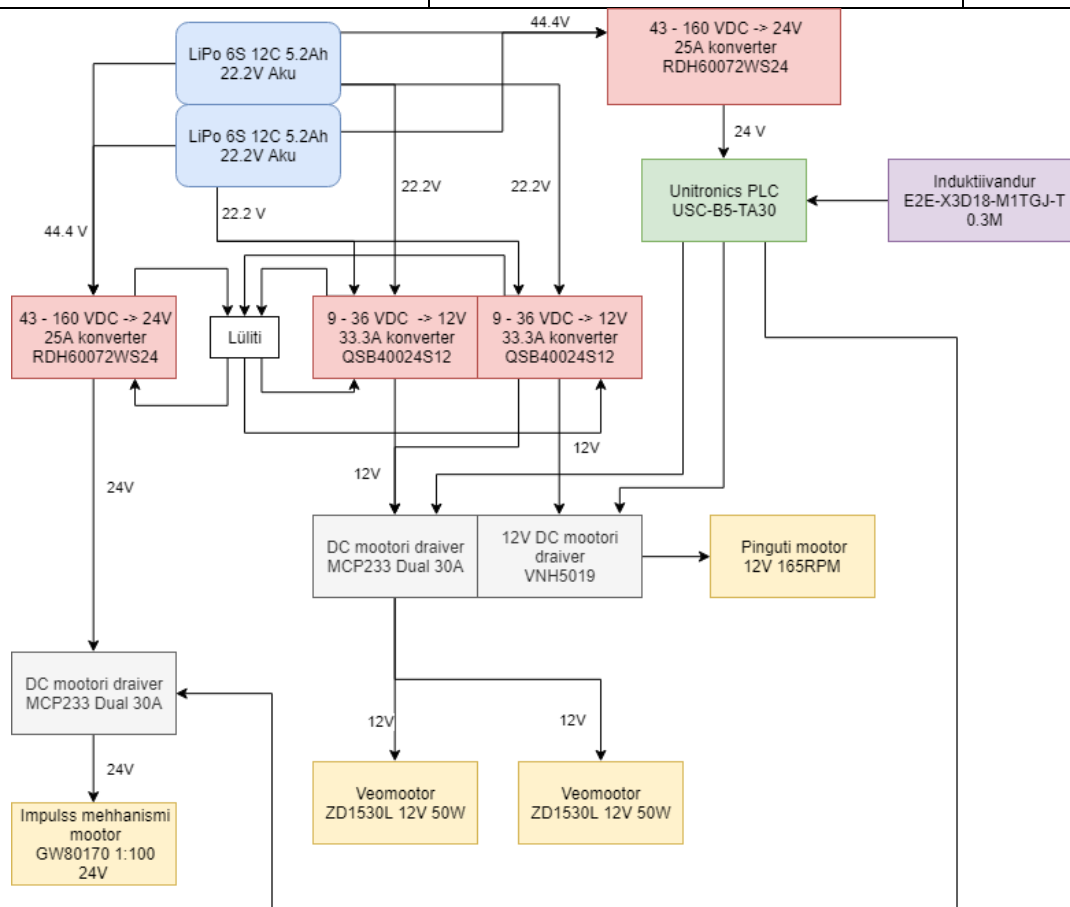 44.4V
LiPo 6S 12C 5.2Ah
22.2V Aku
43 - 160 VDC -> 24V
25A konverter
RDH60072WS24
LiPo 6S 12C 5.2Ah
22.2V Aku
24 V
Unitronics PLC
USC-B5-TA30
Induktiivandur
E2E-X3D18-M1TGJ-T
0.3M
22.2V
22.2V
22.2 V
44.4 V
43 - 160 VDC -> 24V
25A konverter
RDH60072WS24
Lüliti
9 - 36 VDC -> 12V
33.3A konverter
QSB40024S12
9 - 36 VDC -> 12V
33.3A konverter
QSB40024S12
12V
12V
24V
DC mootori draiver
MCP233 Dual 30A
12V DC mootori
draiver
VNH5019
Pinguti mootor
12V 165RPM
DC mootori draiver
MCP233 Dual 30A
12V
12V
24V
Veomootor
ZD1530L 12V 50W
Veomootor
ZD1530L 12V 50W
Impulss mehhanismi
mootor
GW80170 1:100
24V